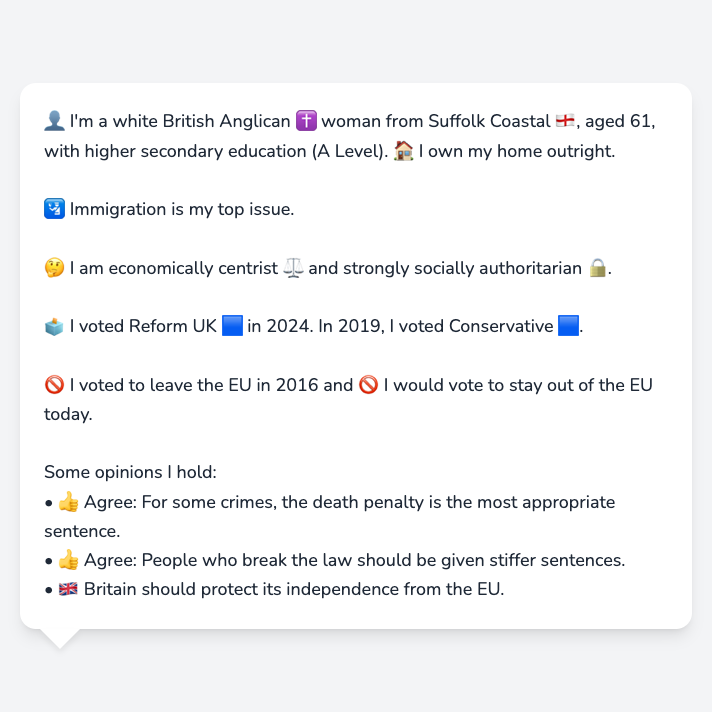 👤 I'm a white British Anglican ✝️ woman from Suffolk Coastal 🏴󠁧󠁢󠁥󠁮󠁧󠁿, aged 61,
with higher secondary education (A Level). 🏠 I own my home outright.
🛂 Immigration is my top issue.
🤔 I am economically centrist ⚖️ and strongly socially authoritarian 🔒.
🗳️ I voted Reform UK 🟦 in 2024. In 2019, I voted Conservative 🟦.
🚫 I voted to leave the EU in 2016 and 🚫 I would vote to stay out of the EU
today.
Some opinions I hold:
• 👍 Agree: For some crimes, the death penalty is the most appropriate
sentence.
• 👍 Agree: People who break the law should be given stiffer sentences.
• 🇬🇧 Britain should protect its independence from the EU.